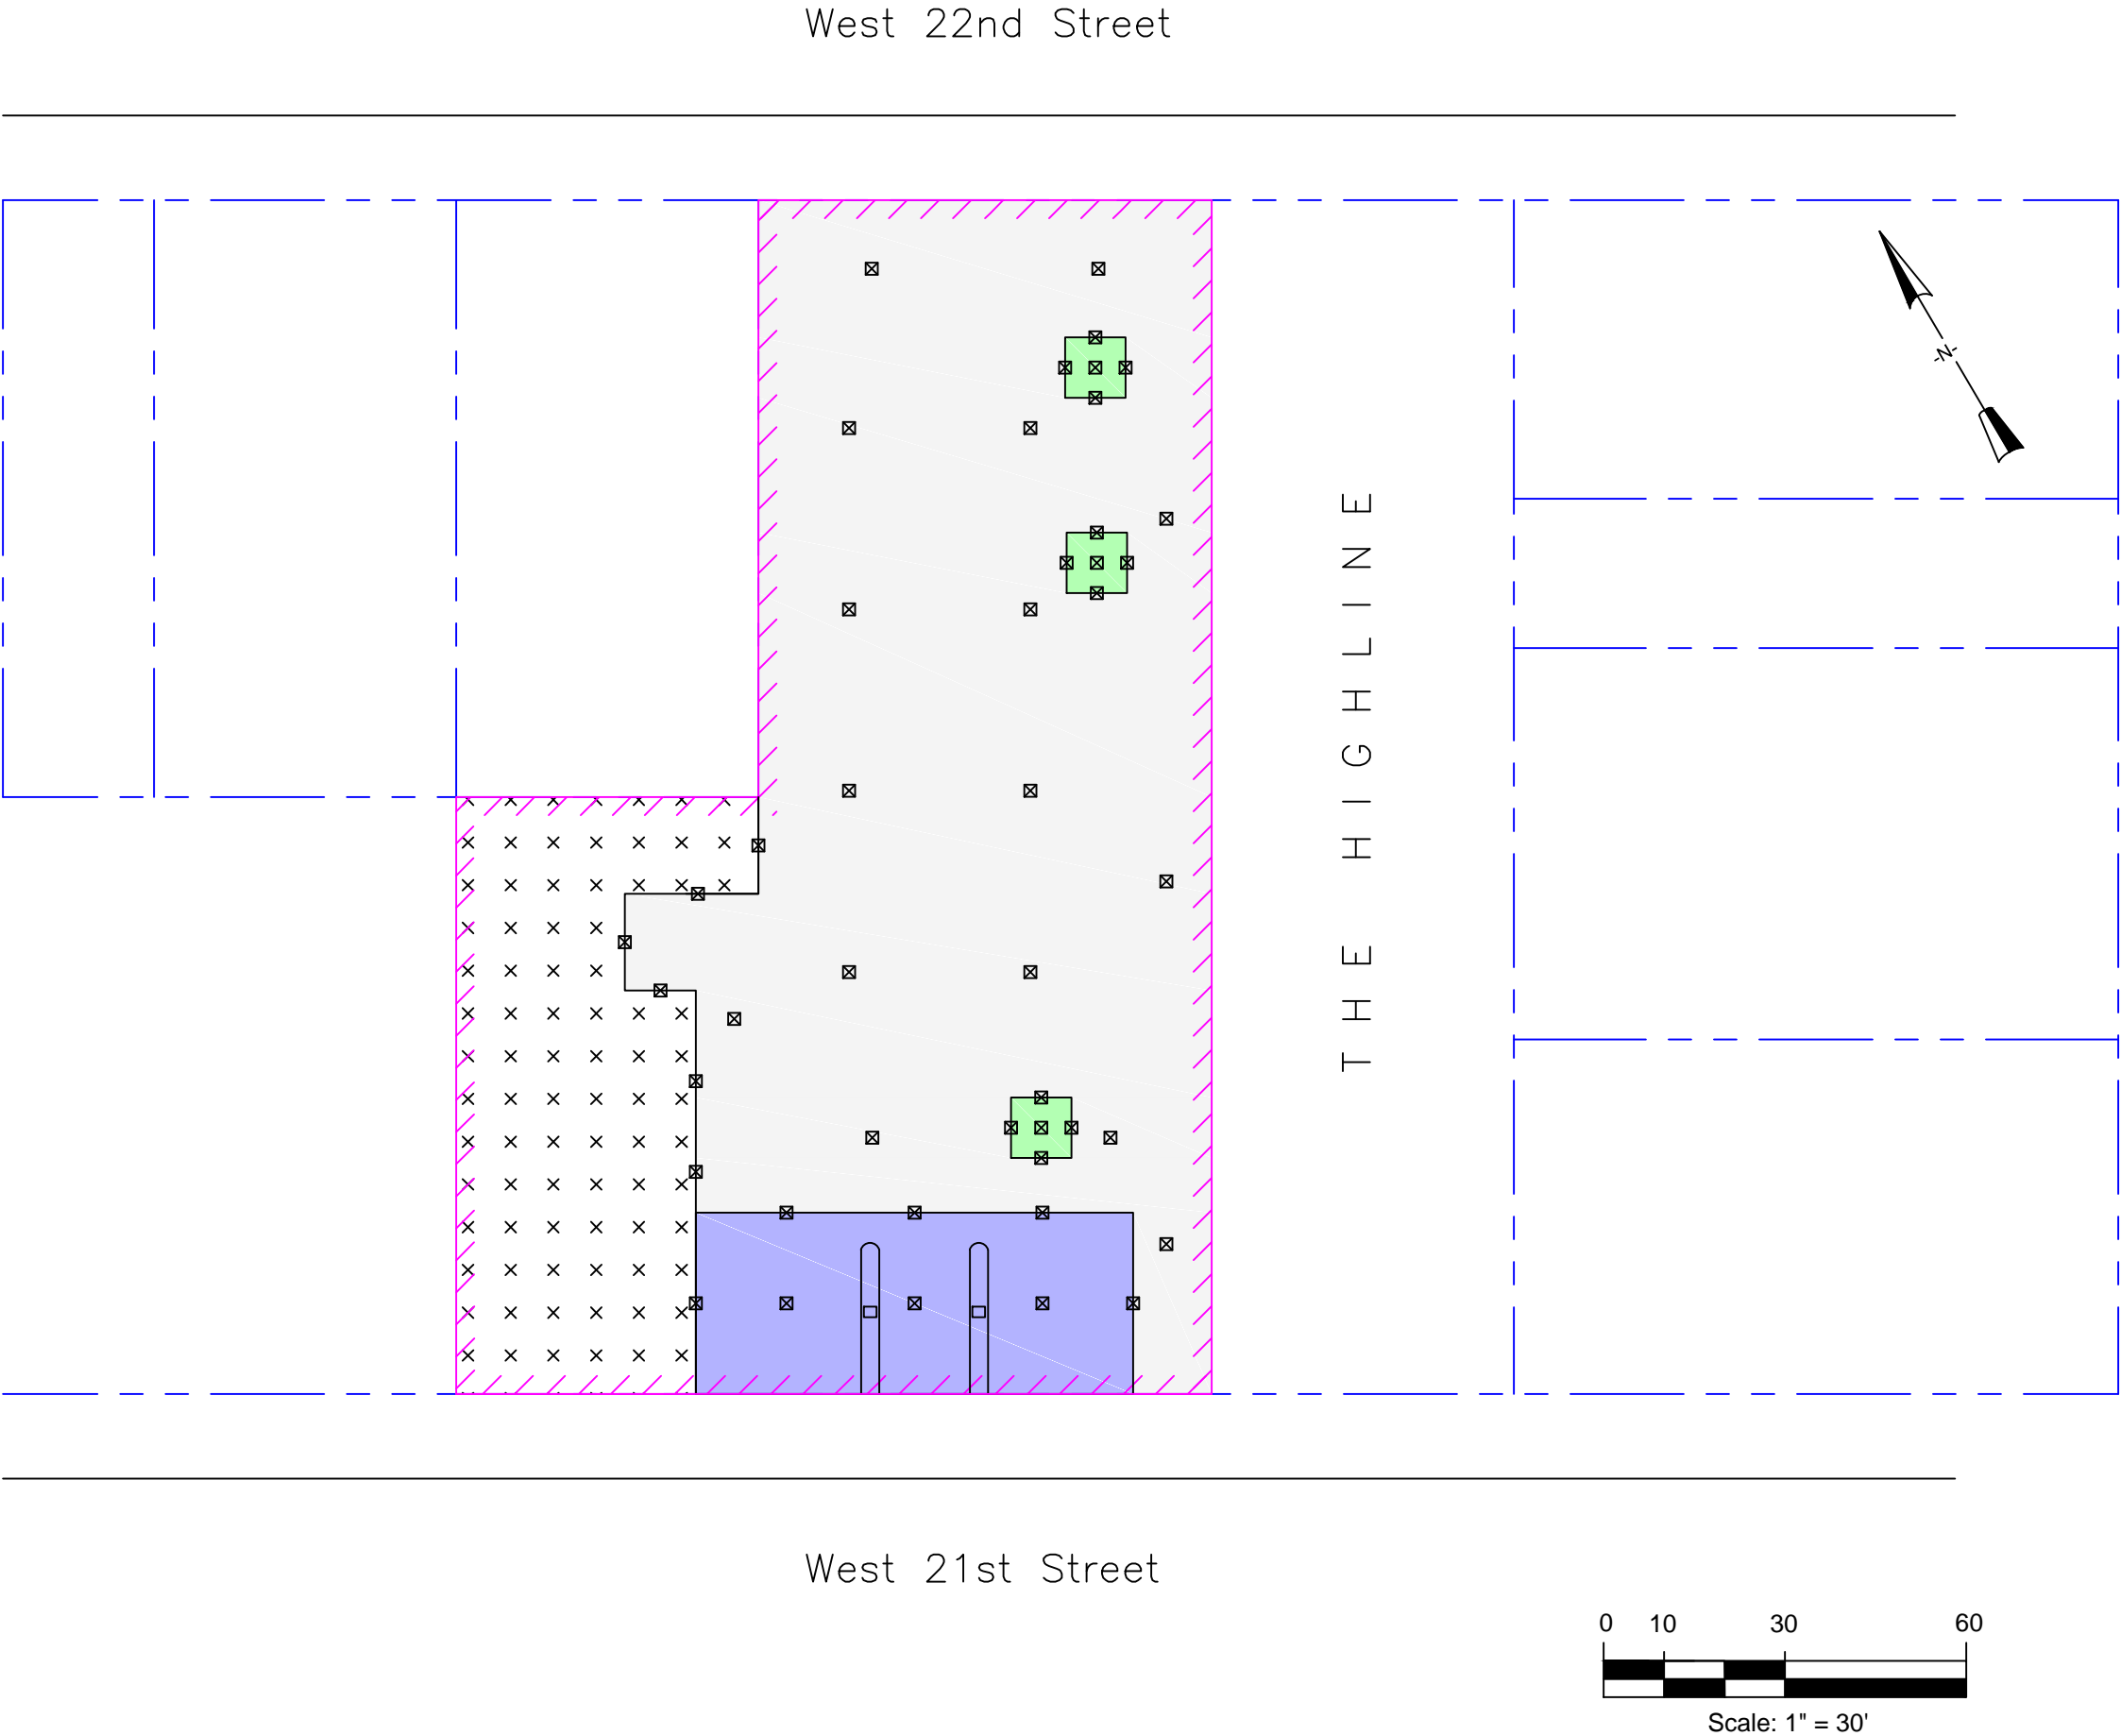 West 22nd Street
-N-
THE HIGHLINE
West 21st Street
0 10 30 60
Scale: 1" = 30'